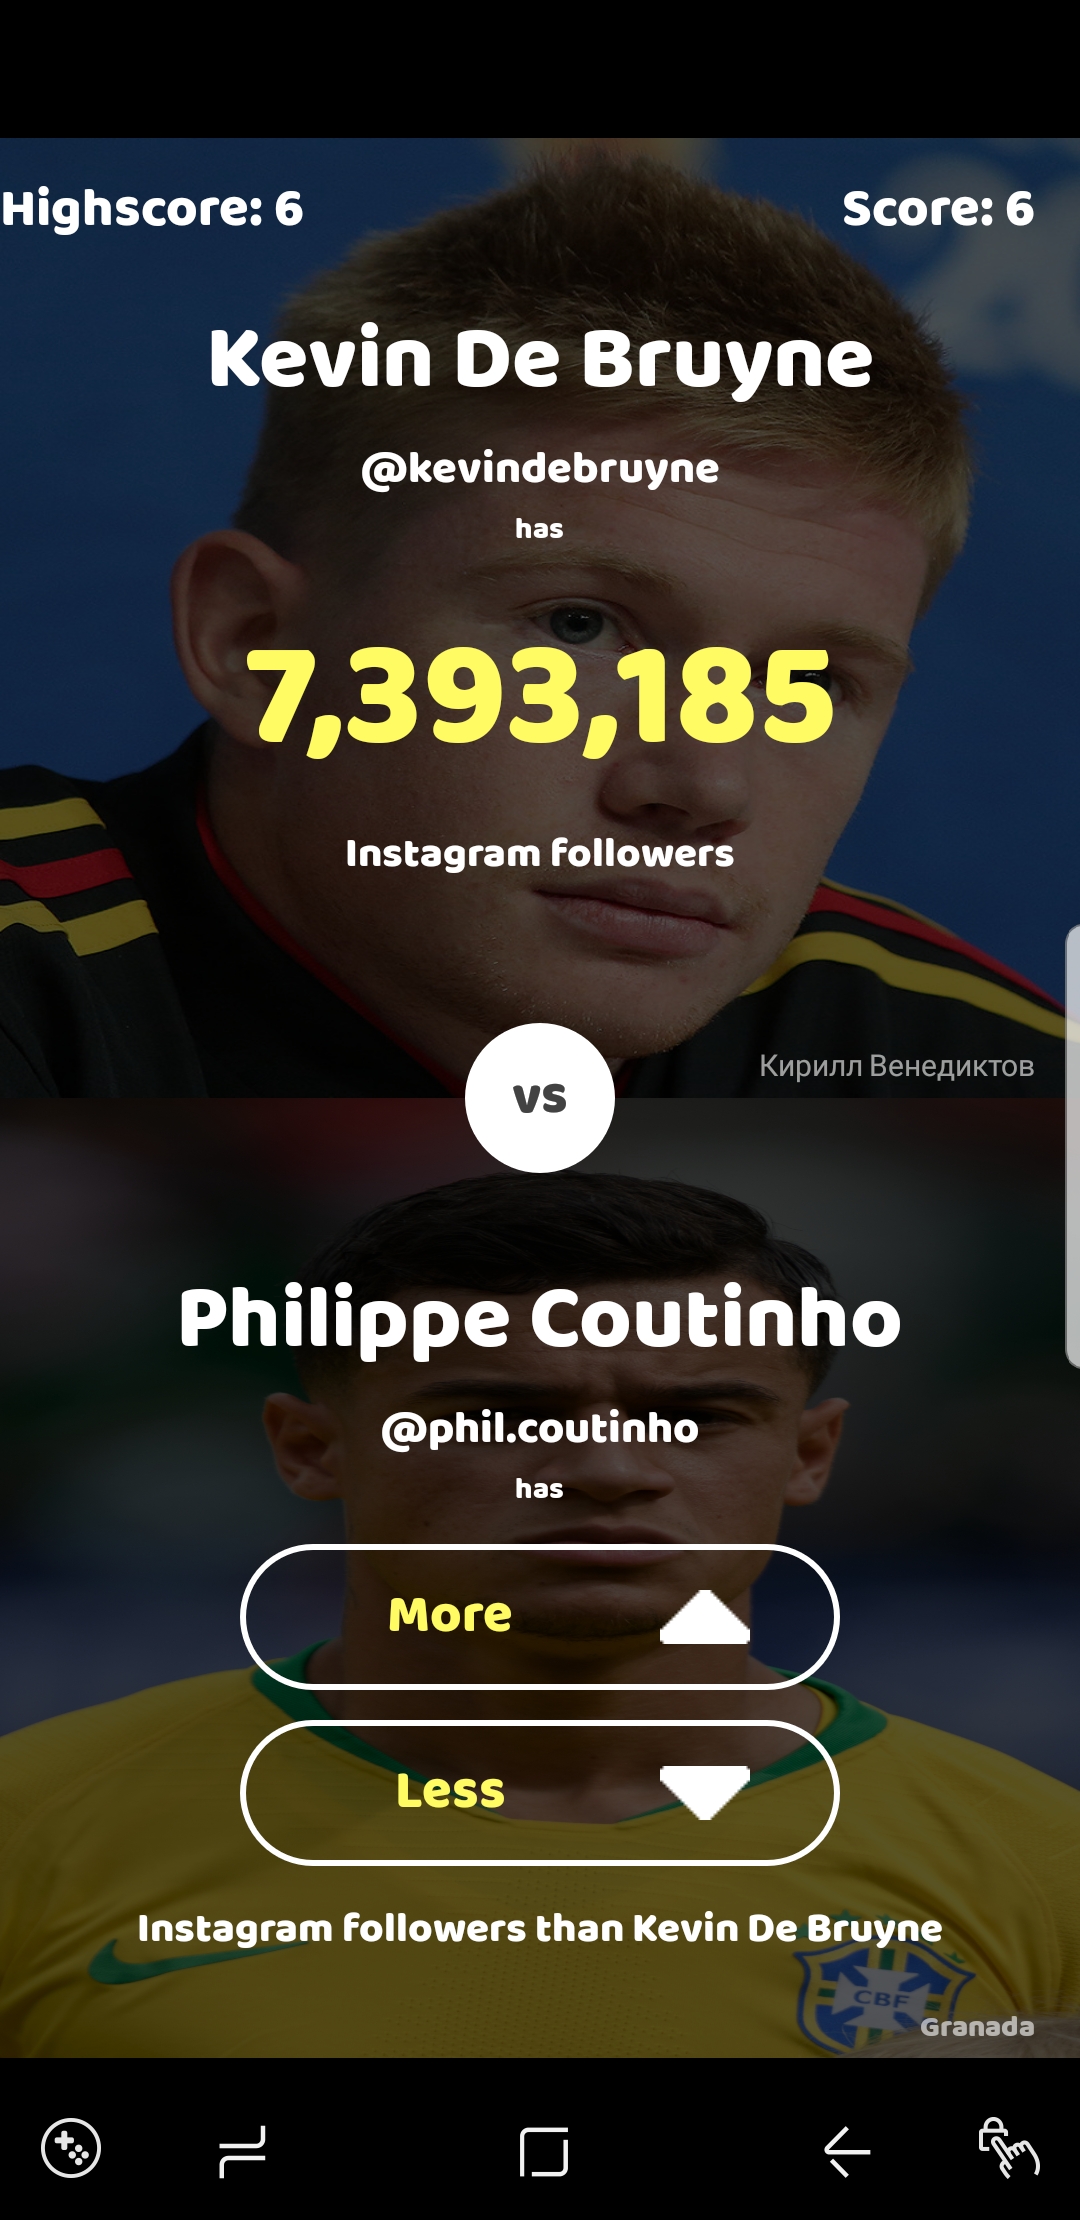 Highscore: 6
Score: 6
Kevin De Bruyne
@kevindebruyne
has
7,393,185
Instagram followers
Кирилл Венедиктов
vs
Philippe Coutinho
@phil.coutinho
has
More
Less
Instagram followers than Kevin De Bruyne
CBF
Granada